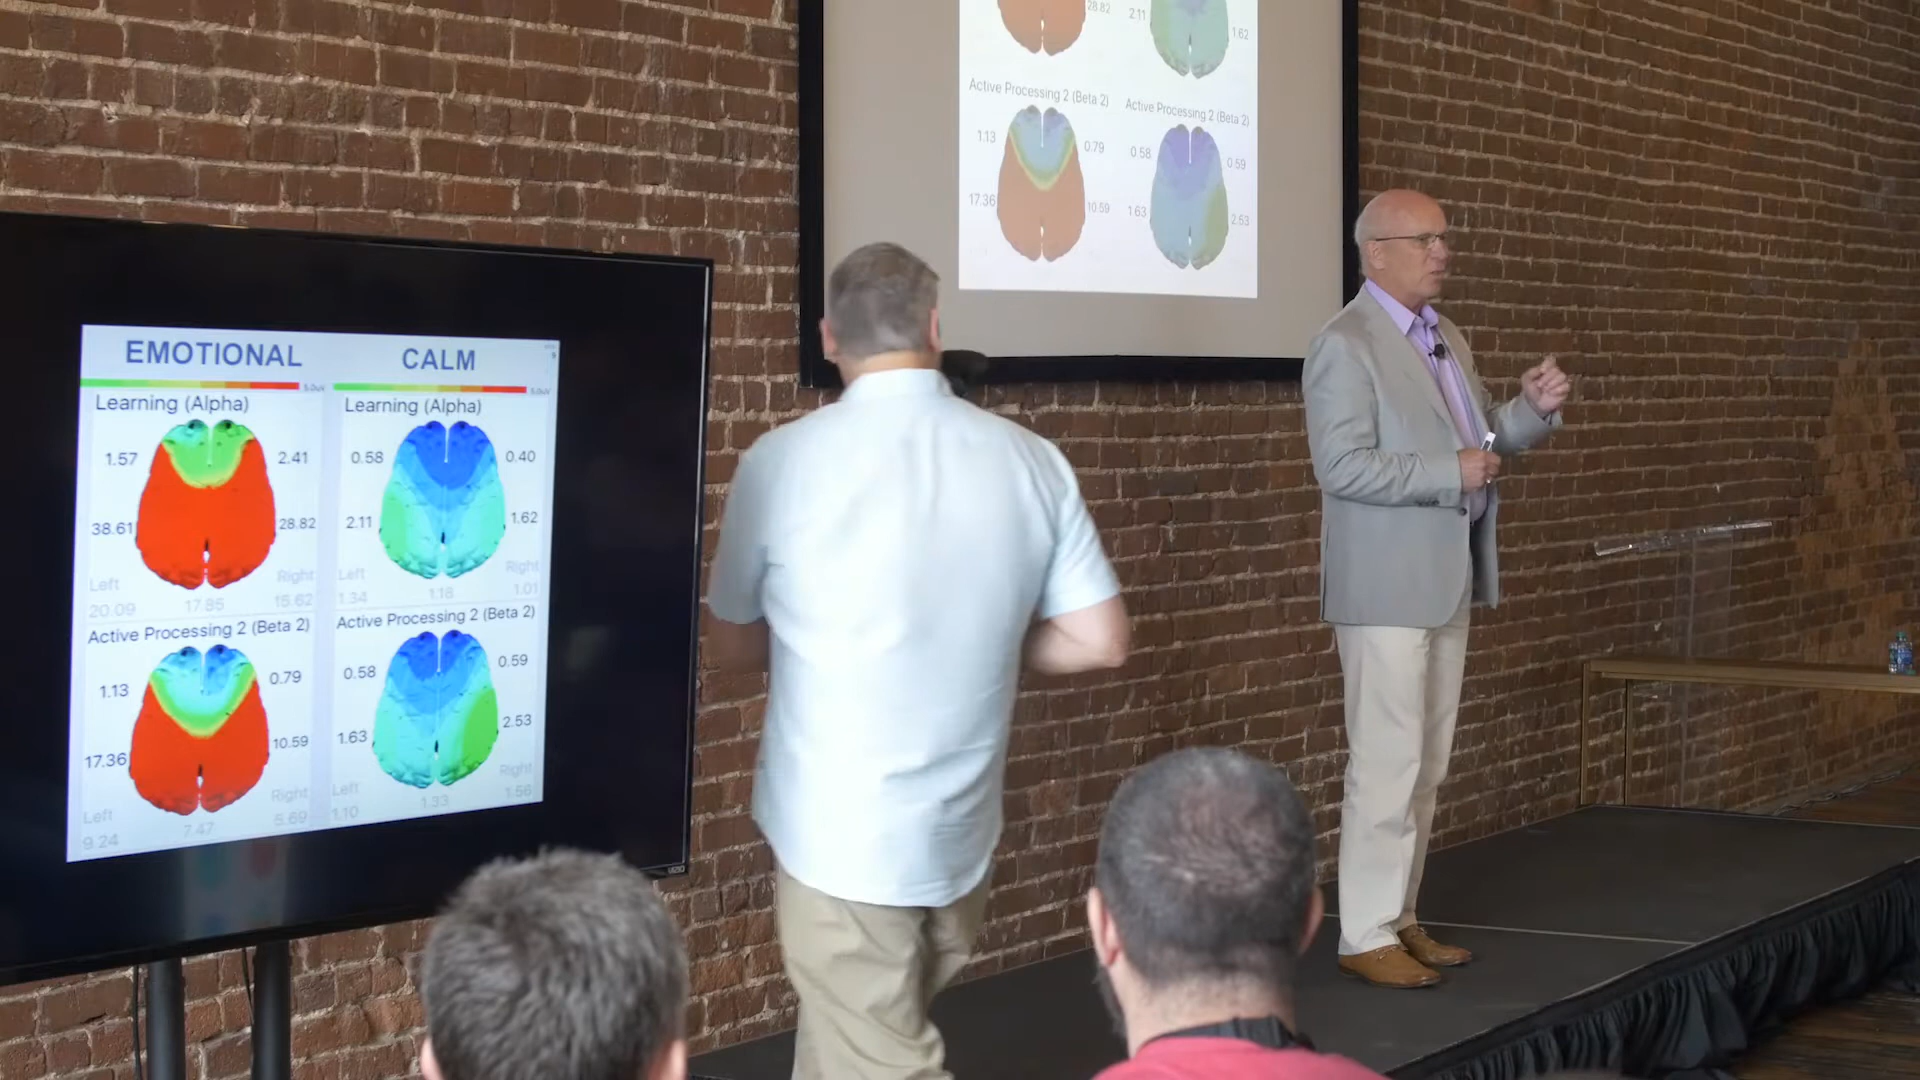 EMOTIONAL CALM
5.0uV 5.0uV
Learning (Alpha) Learning (Alpha)
1.57 2.41 0.58 0.40
38.61 28.82 2.11 1.62
Left Right Left Right
20.09 17.85 15.62 1.34 1.18 1.01
Active Processing 2 (Beta 2) Active Processing 2 (Beta 2)
1.13 0.79 0.58 0.59
17.36 10.59 1.63 2.53
Left Right Left Right
9.24 7.47 5.69 1.10 1.33 1.56
VIZIO
28.82 2.11 1.62
Active Processing 2 (Beta 2) Active Processing 2 (Beta 2)
1.13 0.79 0.58 0.59
17.36 10.59 1.63 2.53